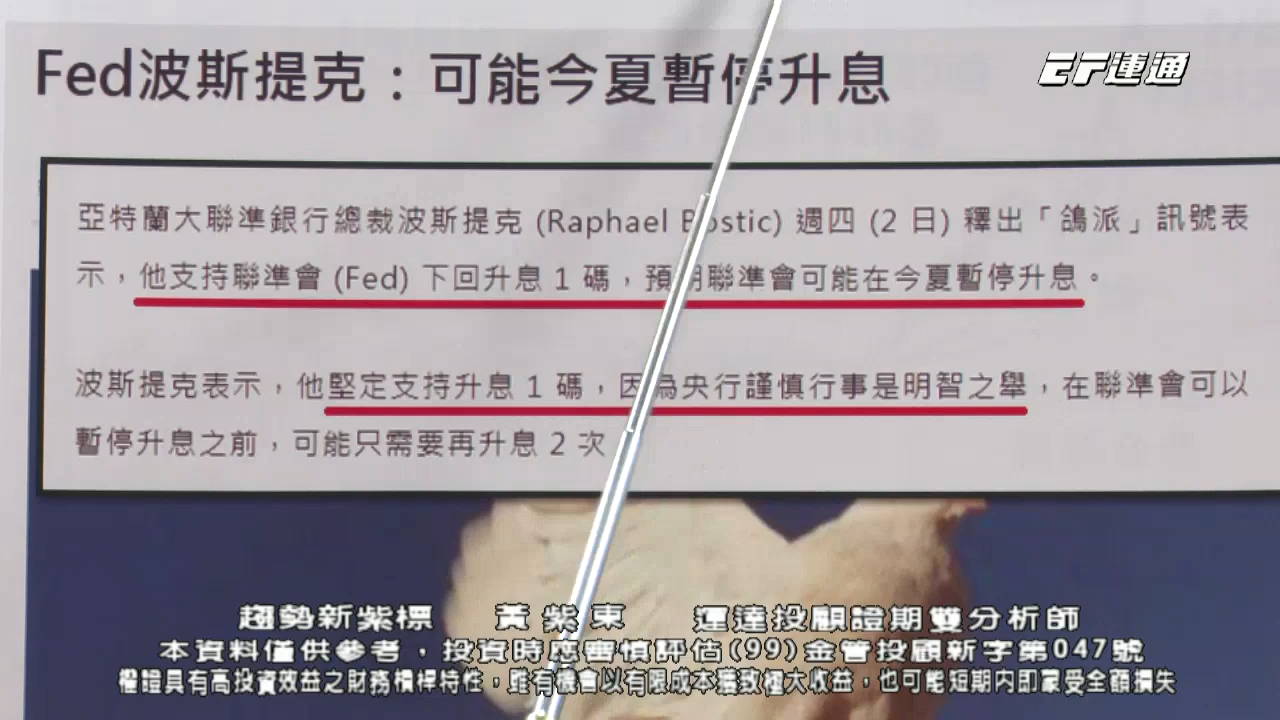 Fed波斯提克：可能今夏暫停升息
EF運通
亞特蘭大聯準銀行總裁波斯提克 (Raphael Bostic) 週四 (2 日) 釋出「鴿派」訊號表
示，他支持聯準會 (Fed) 下回升息 1 碼，預期聯準會可能在今夏暫停升息。
波斯提克表示，他堅定支持升息 1 碼，因為央行謹慎行事是明智之舉，在聯準會可以
暫停升息之前，可能只需要再升息 2 次
趨勢新紫標 黃紫東 運達投顧證期雙分析師
本資料僅供參考，投資時應審慎評估(99)金管投顧新字第047號
權證具有高投資效益之財務槓桿特性，雖有機會以有限成本獲致極大收益，也可能短期內即蒙受全額損失